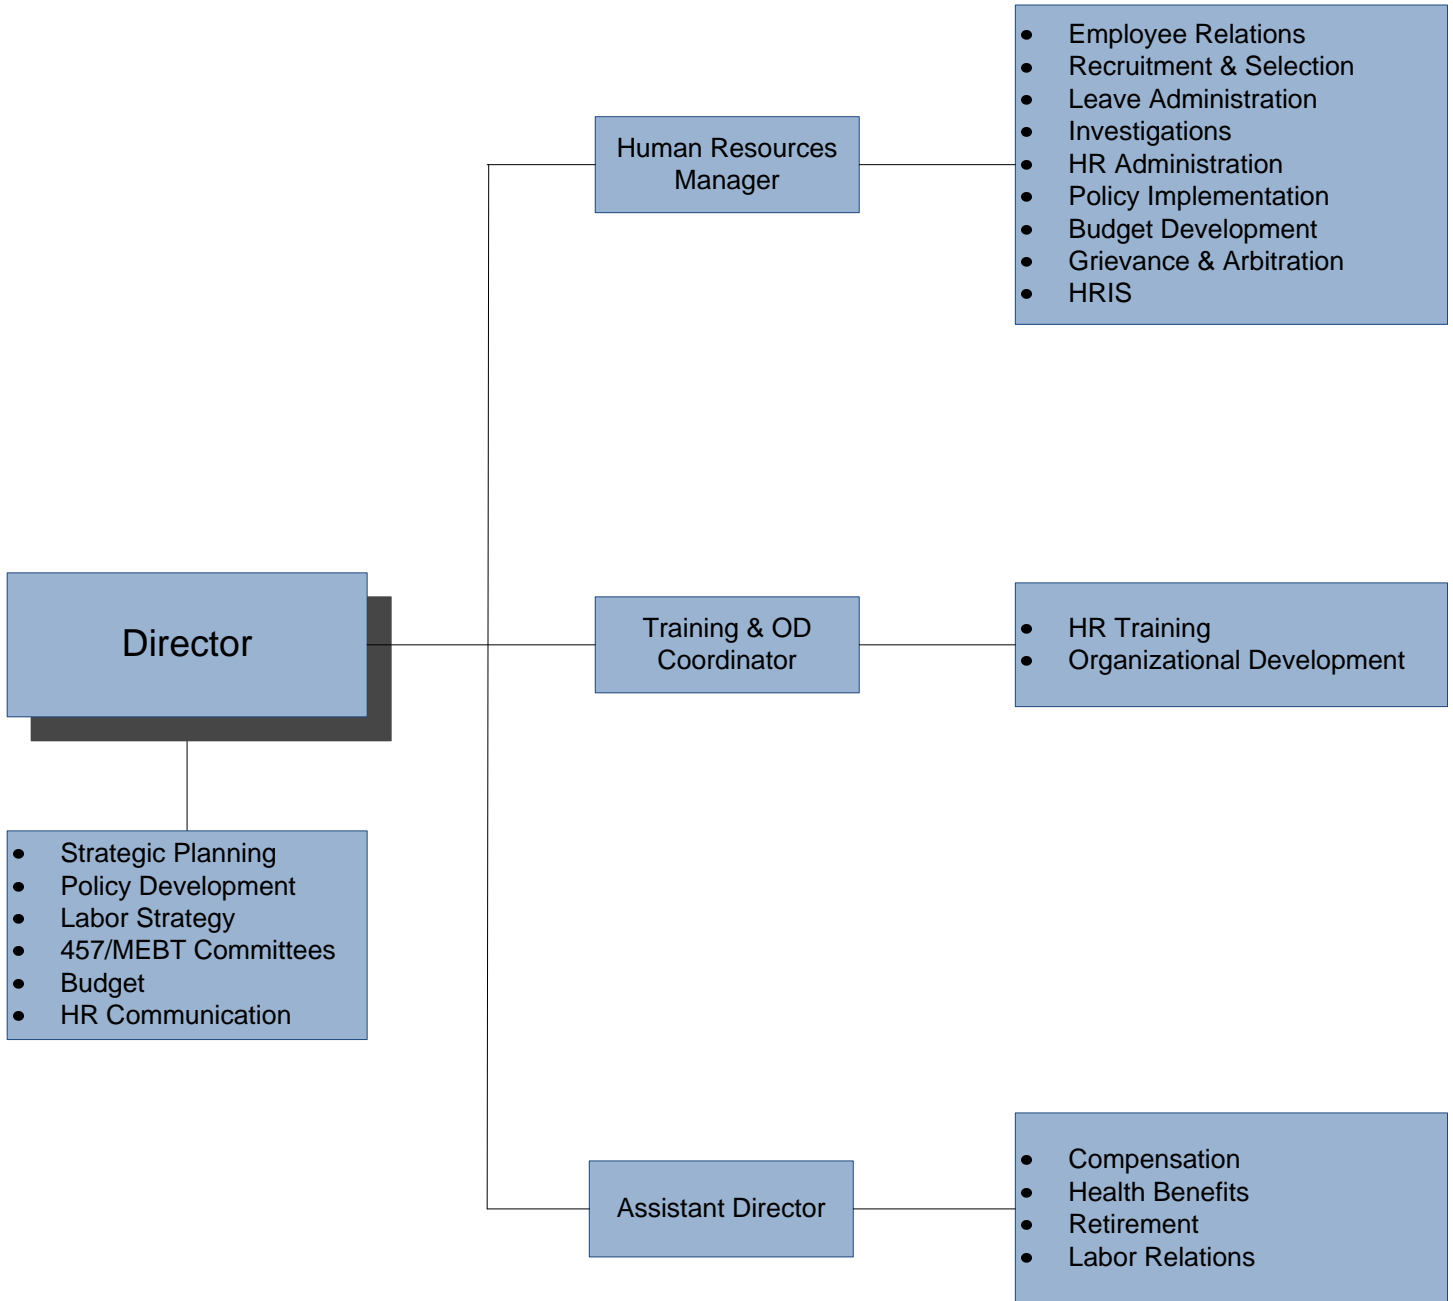 Director
• Strategic Planning
• Policy Development
• Labor Strategy
• 457/MEBT Committees
• Budget
• HR Communication
Human Resources
Manager
• Employee Relations
• Recruitment & Selection
• Leave Administration
• Investigations
• HR Administration
• Policy Implementation
• Budget Development
• Grievance & Arbitration
• HRIS
Training & OD
Coordinator
• HR Training
• Organizational Development
Assistant Director
• Compensation
• Health Benefits
• Retirement
• Labor Relations